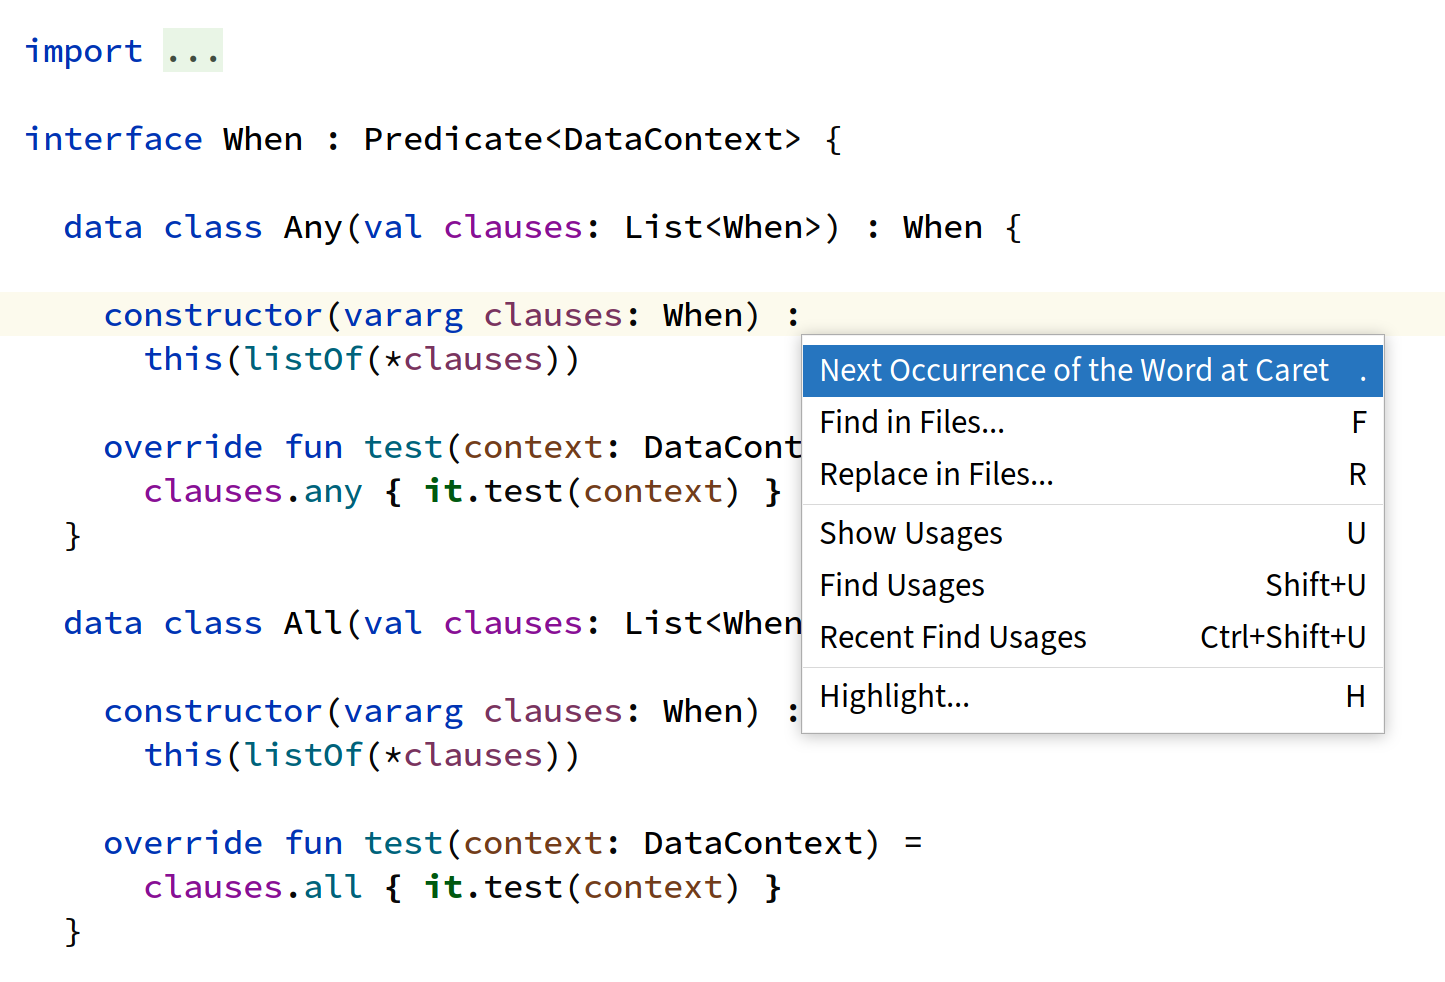 import ...
interface When : Predicate<DataContext> {
data class Any(val clauses: List<When>) : When {
constructor(vararg clauses: When) :
this(listOf(*clauses))
override fun test(context: DataCont
clauses.any { it.test(context) }
}
data class All(val clauses: List<When
constructor(vararg clauses: When) :
this(listOf(*clauses))
override fun test(context: DataContext) =
clauses.all { it.test(context) }
}
Next Occurrence of the Word at Caret .
Find in Files... F
Replace in Files... R
Show Usages U
Find Usages Shift+U
Recent Find Usages Ctrl+Shift+U
Highlight... H